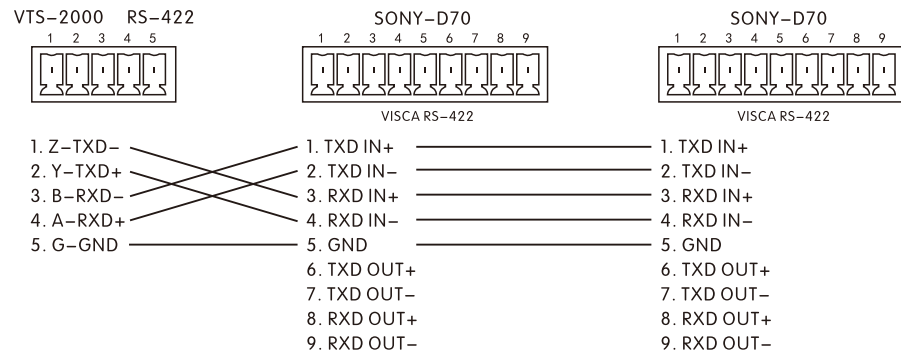 VTS-2000 RS-422
1 2 3 4 5
1. Z-TXD-
2. Y-TXD+
3. B-RXD-
4. A-RXD+
5. G-GND
SONY-D70
1 2 3 4 5 6 7 8 9
VISCA RS-422
1. TXD IN+
2. TXD IN-
3. RXD IN+
4. RXD IN-
5. GND
6. TXD OUT+
7. TXD OUT-
8. RXD OUT+
9. RXD OUT-
SONY-D70
1 2 3 4 5 6 7 8 9
VISCA RS-422
1. TXD IN+
2. TXD IN-
3. RXD IN+
4. RXD IN-
5. GND
6. TXD OUT+
7. TXD OUT-
8. RXD OUT+
9. RXD OUT-